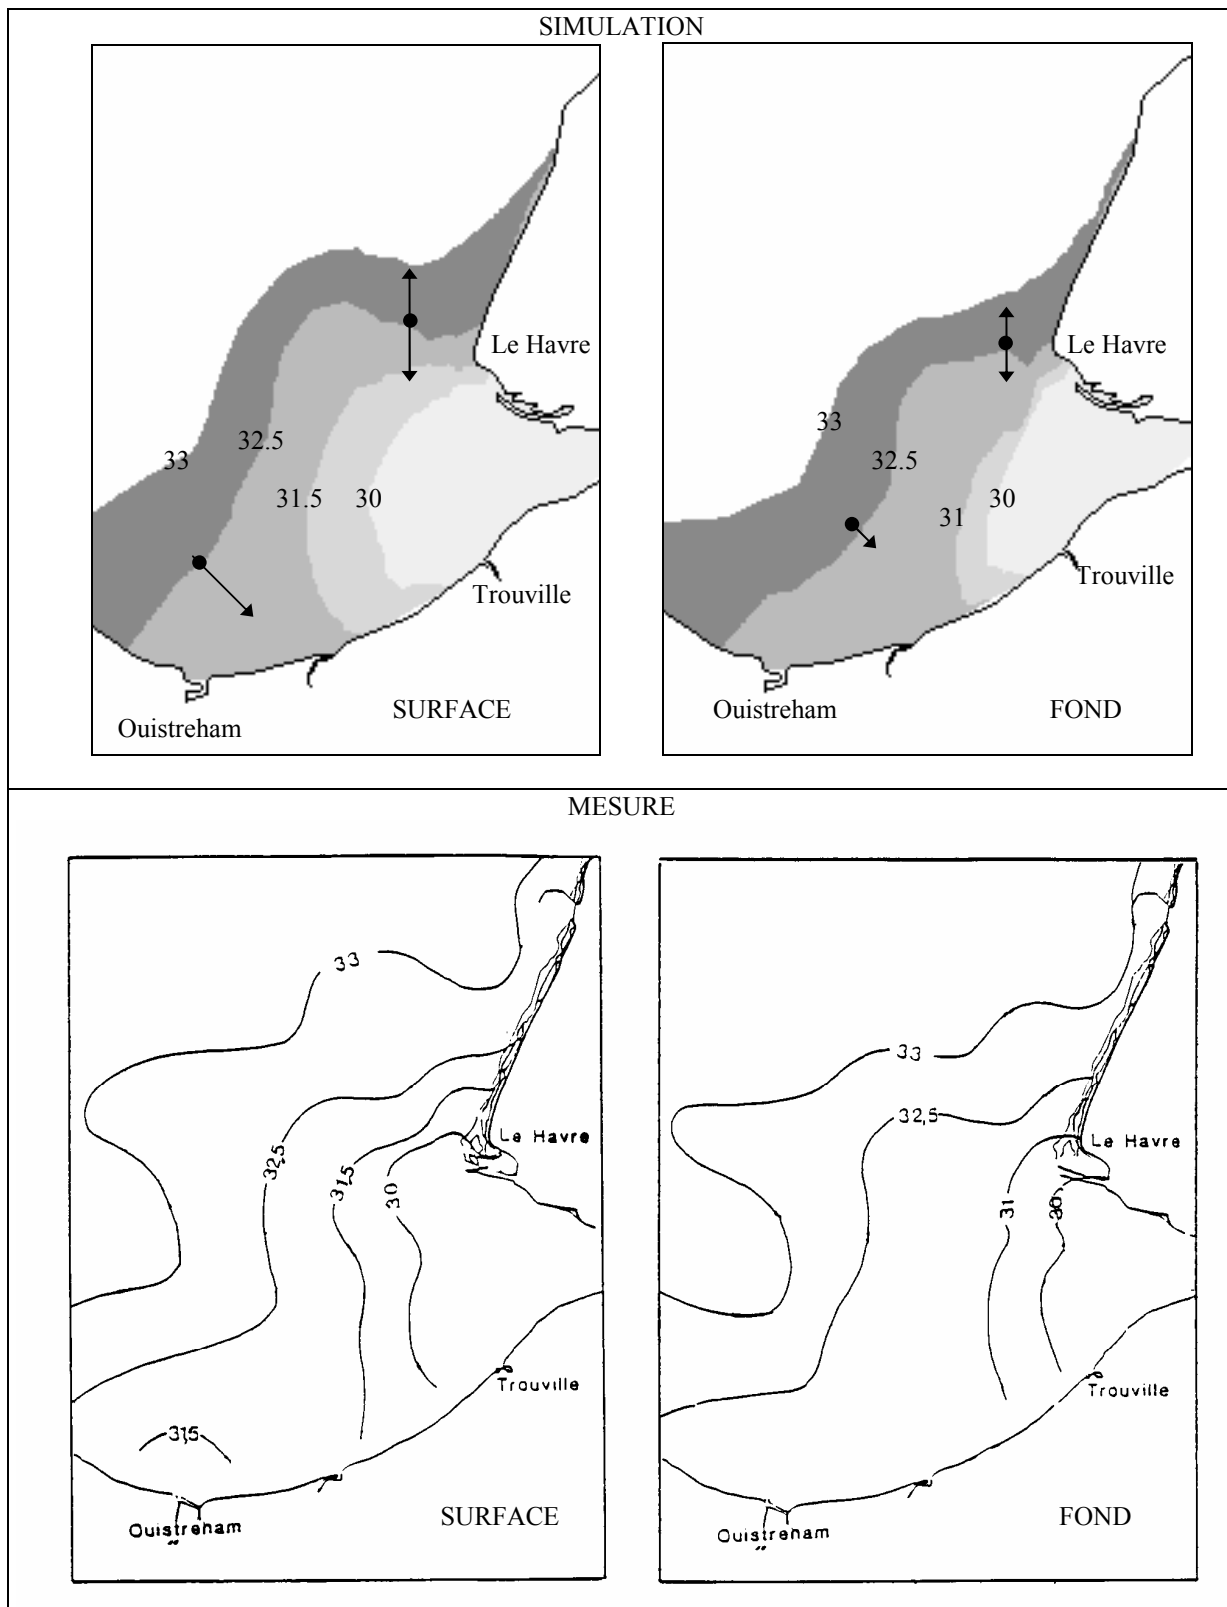 SIMULATION
Le Havre
32.5
33
31.5
30
Trouville
SURFACE
Ouistreham
Le Havre
33
32.5
30
31
Trouville
Ouistreham
FOND
MESURE
33
Le Havre
32,5
31,5
30
Trouville
31,5
SURFACE
Ouistreham
33
32,5
Le Havre
31
30
Trouville
FOND
Ouistreham